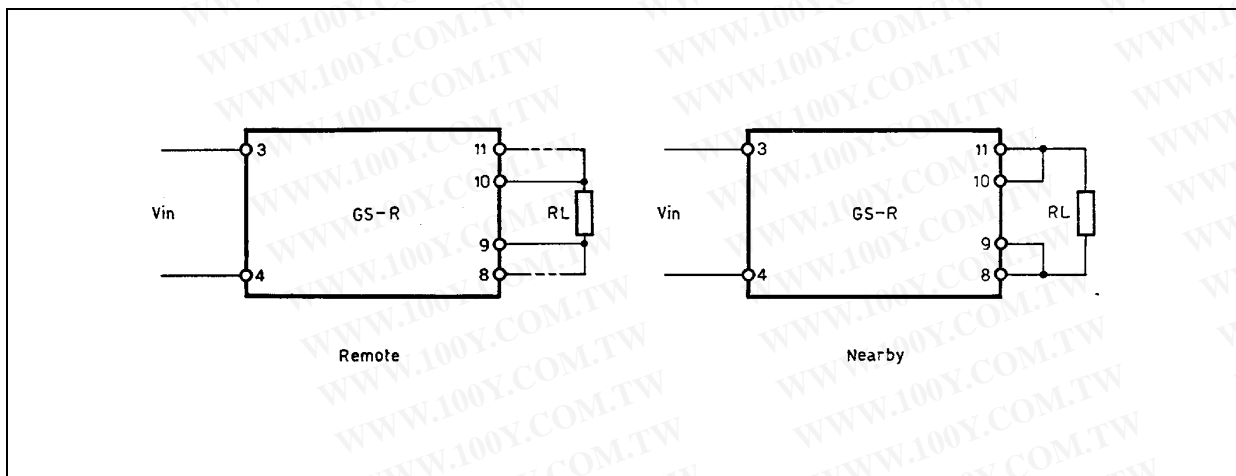 WWW.100Y.COM.TW
3
11
10
Vin
GS-R
RL
9
4
8
Remote
3
11
10
Vin
GS-R
RL
9
4
8
Nearby